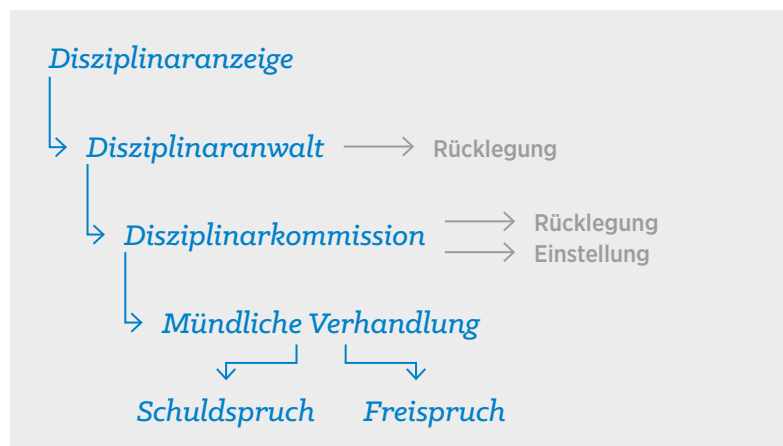 Disziplinaranzeige
Disziplinaranwalt Rücklegung
Disziplinarkommission Rücklegung
Einstellung
Mündliche Verhandlung
Schuldspruch Freispruch